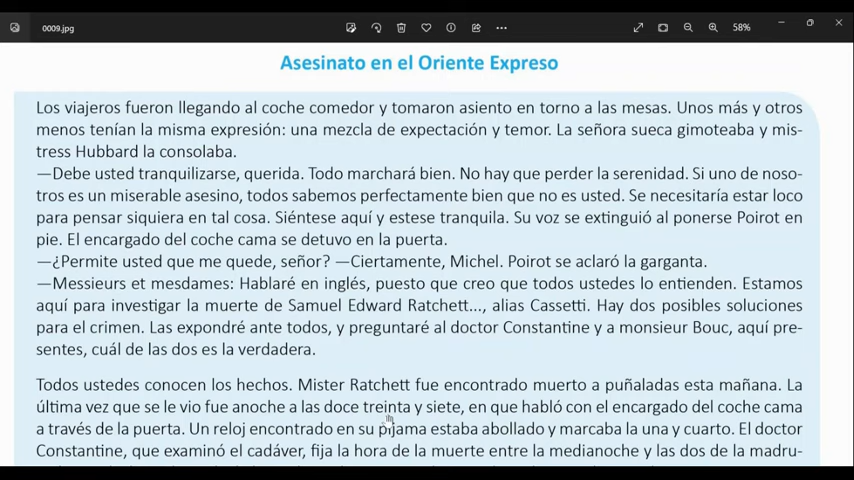 0009.jpg
58%
Asesinato en el Oriente Expreso
Los viajeros fueron llegando al coche comedor y tomaron asiento en torno a las mesas. Unos más y otros
menos tenían la misma expresión: una mezcla de expectación y temor. La señora sueca gimoteaba y mis-
tress Hubbard la consolaba.
—Debe usted tranquilizarse, querida. Todo marchará bien. No hay que perder la serenidad. Si uno de noso-
tros es un miserable asesino, todos sabemos perfectamente bien que no es usted. Se necesitaría estar loco
para pensar siquiera en tal cosa. Siéntese aquí y estese tranquila. Su voz se extinguió al ponerse Poirot en
pie. El encargado del coche cama se detuvo en la puerta.
—¿Permite usted que me quede, señor? —Ciertamente, Michel. Poirot se aclaró la garganta.
—Messieurs et mesdames: Hablaré en inglés, puesto que creo que todos ustedes lo entienden. Estamos
aquí para investigar la muerte de Samuel Edward Ratchett..., alias Cassetti. Hay dos posibles soluciones
para el crimen. Las expondré ante todos, y preguntaré al doctor Constantine y a monsieur Bouc, aquí pre-
sentes, cuál de las dos es la verdadera.
Todos ustedes conocen los hechos. Mister Ratchett fue encontrado muerto a puñaladas esta mañana. La
última vez que se le vio fue anoche a las doce treinta y siete, en que habló con el encargado del coche cama
a través de la puerta. Un reloj encontrado en su pijama estaba abollado y marcaba la una y cuarto. El doctor
Constantine, que examinó el cadáver, fija la hora de la muerte entre la medianoche y las dos de la madru-